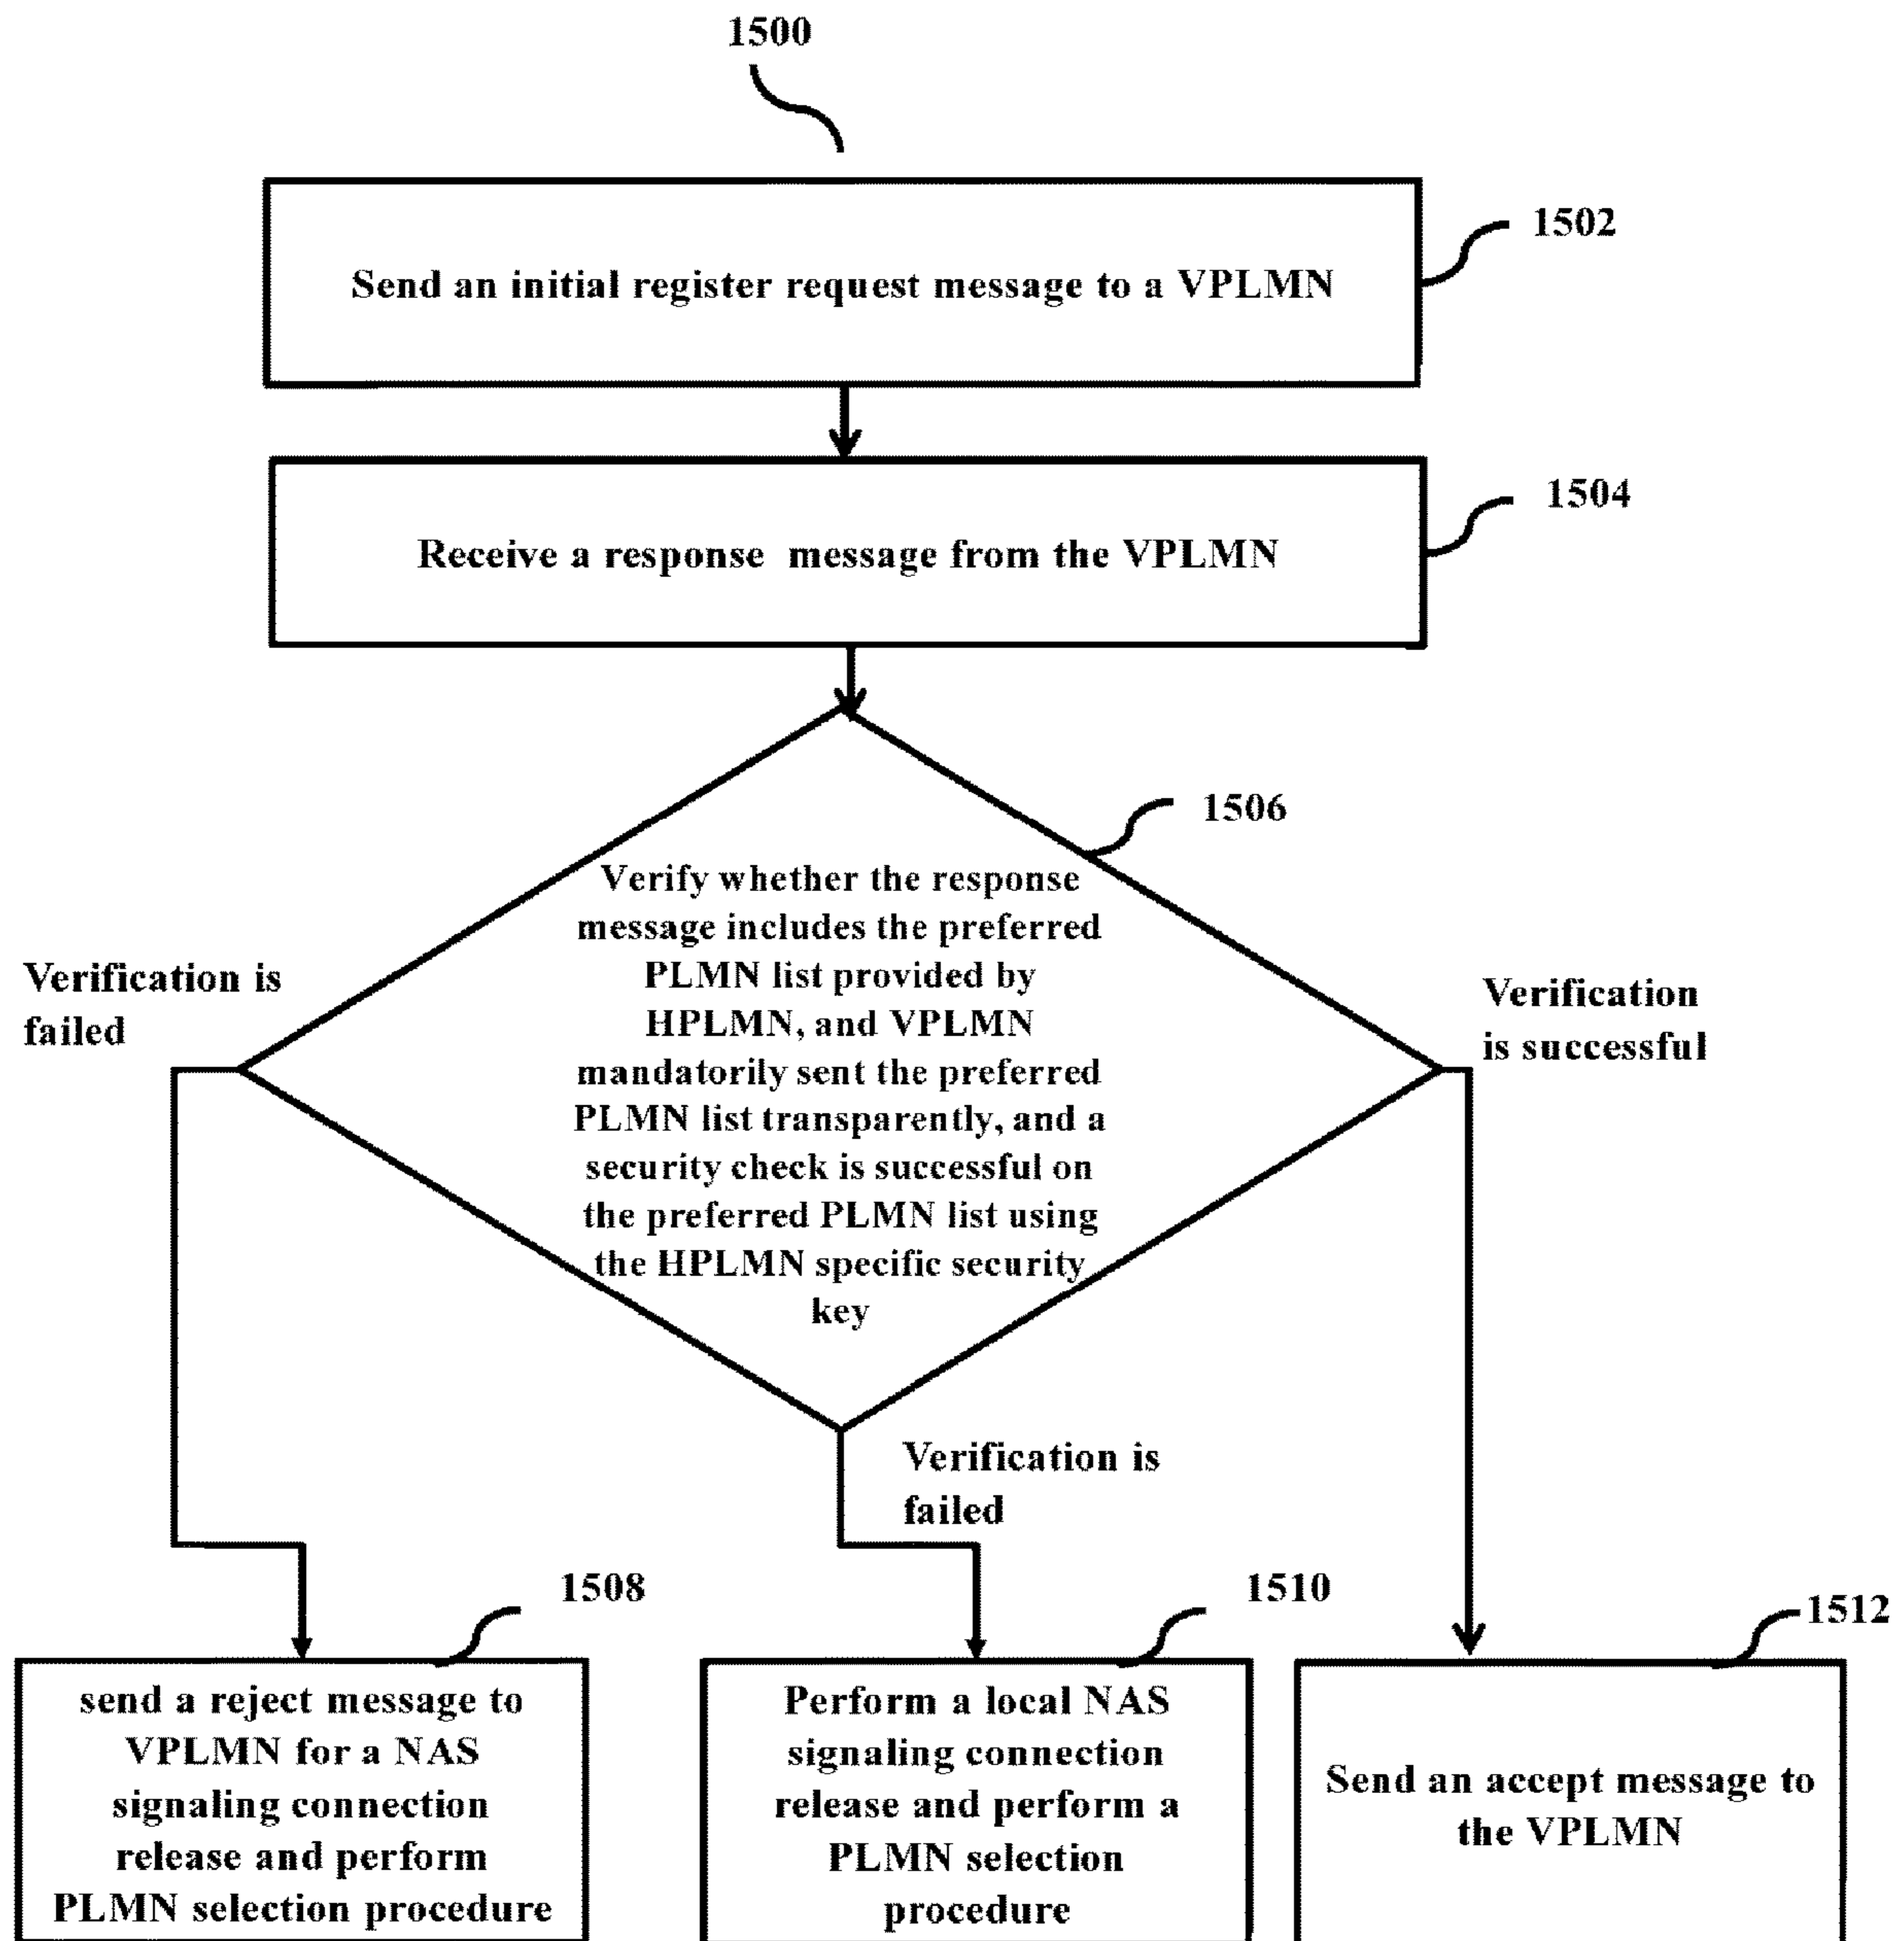 1500
1502
Send an initial register request message to a VPLMN
1504
Receive a response message from the VPLMN
1506
Verify whether the response
message includes the preferred
PLMN list provided by
HPLMN, and VPLMN
mandatorily sent the preferred
PLMN list transparently, and a
security check is successful on
the preferred PLMN list using
the HPLMN specific security
key
Verification is
failed
Verification
is successful
Verification is
failed
1508
send a reject message to
VPLMN for a NAS
signaling connection
release and perform
PLMN selection procedure
1510
Perform a local NAS
signaling connection
release and perform a
PLMN selection
procedure
1512
Send an accept message to
the VPLMN